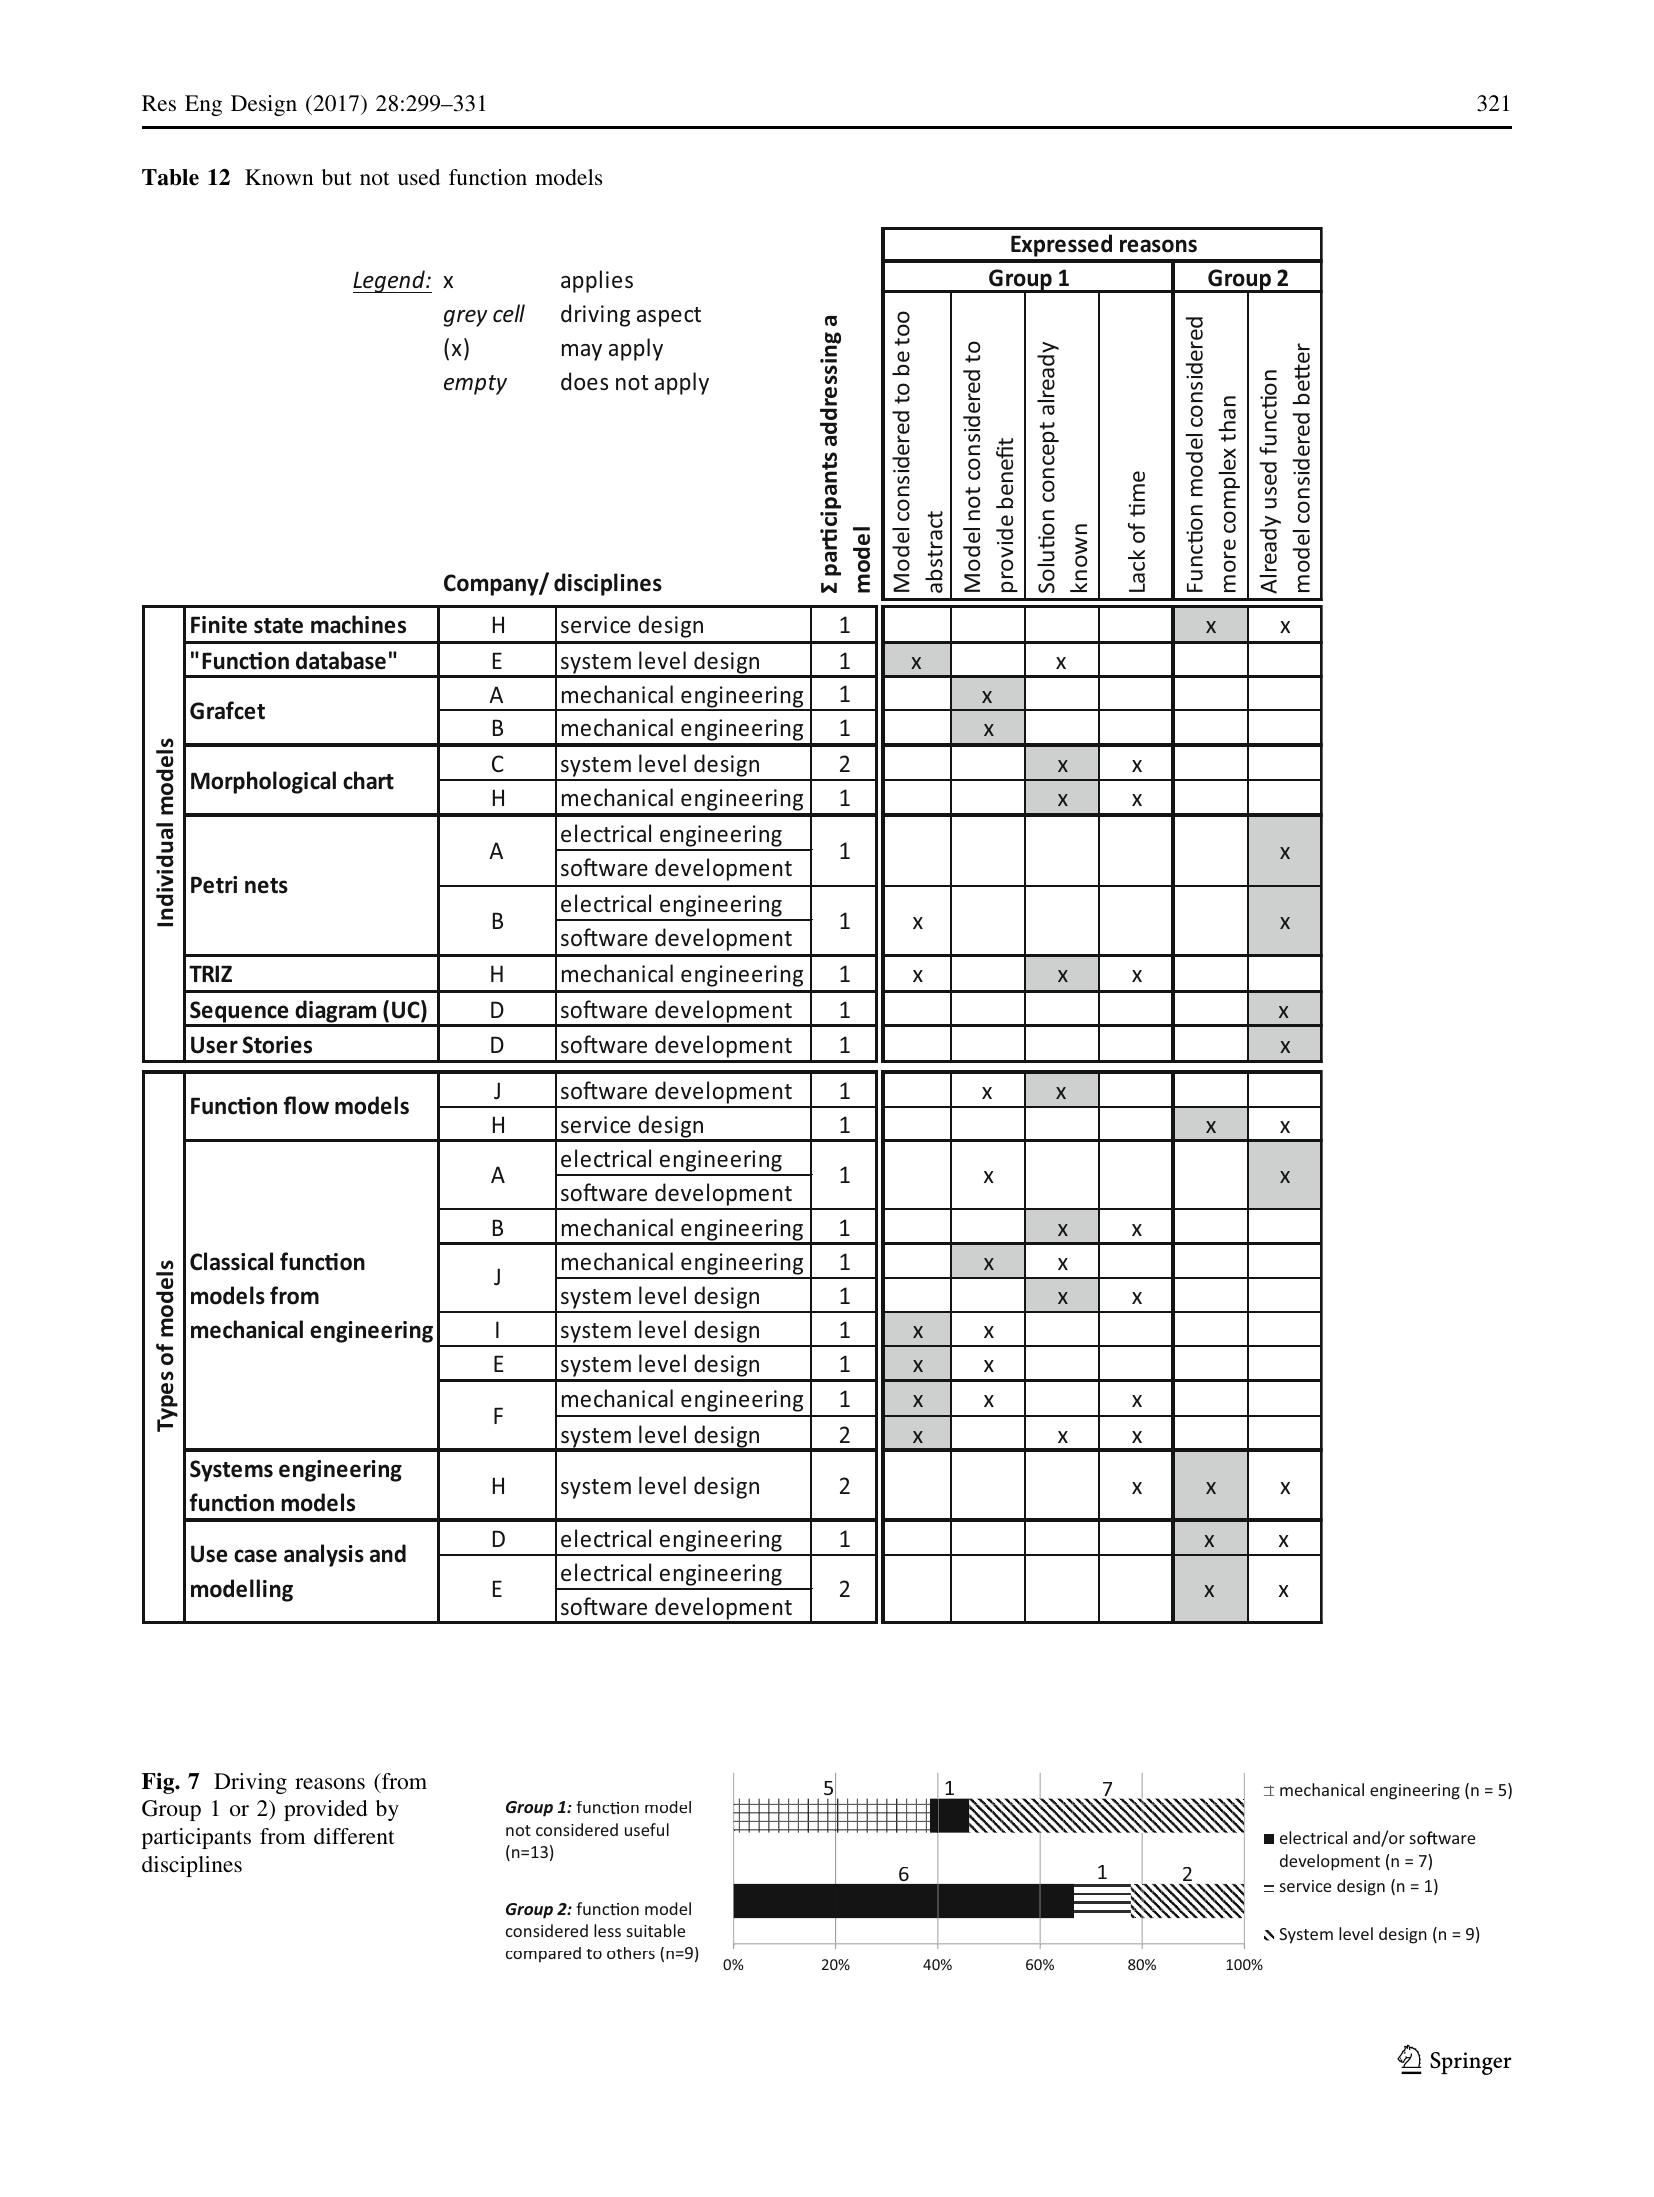 Res Eng Design (2017) 28:299–331 321
Table 12 Known but not used function models
Expressed reasons
Legend: x applies Group 1 Group 2
grey cell driving aspect
(x) may apply
empty does not apply
Company/ disciplines
Σ participants addressing a
model
Model considered to be too
abstract
Model not considered to
provide benefit
Solution concept already
known
Lack of time
Function model considered
more complex than
Already used function
model considered better
Individual models
Finite state machines H service design 1 x x
"Function database" E system level design 1 x x
Grafcet
A mechanical engineering 1 x
B mechanical engineering 1 x
Morphological chart
C system level design 2 x x
H mechanical engineering 1 x x
Petri nets
A electrical engineering 1 x
software development
B electrical engineering 1 x x
software development
TRIZ H mechanical engineering 1 x x x
Sequence diagram (UC) D software development 1 x
User Stories D software development 1 x
Types of models
Function flow models
J software development 1 x x
H service design 1 x x
Classical function
models from
mechanical engineering
A electrical engineering 1 x x
software development
B mechanical engineering 1 x x
J mechanical engineering 1 x x
system level design 1 x x
I system level design 1 x x
E system level design 1 x x
F mechanical engineering 1 x x x
system level design 2 x x x
Systems engineering
function models
H system level design 2 x x x
Use case analysis and
modelling
D electrical engineering 1 x x
E electrical engineering 2 x x
software development
Fig. 7 Driving reasons (from
Group 1 or 2) provided by
participants from different
disciplines
Group 1: function model
not considered useful
(n=13)
Group 2: function model
considered less suitable
compared to others (n=9)
5 1 7
6 1 2
0% 20% 40% 60% 80% 100%
mechanical engineering (n = 5)
electrical and/or software
development (n = 7)
service design (n = 1)
System level design (n = 9)
Springer